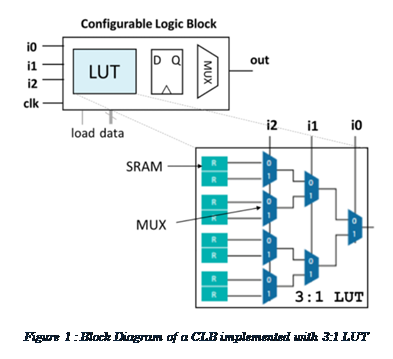 Configurable Logic Block
i0
i1
i2
clk
LUT
D Q
MUX
out
load data
i2 i1 i0
SRAM
MUX
R
R
R
R
R
R
R
R
0
1
0
1
0
1
0
1
0
1
0
1
0
1
3:1 LUT
Figure 1 : Block Diagram of a CLB implemented with 3:1 LUT